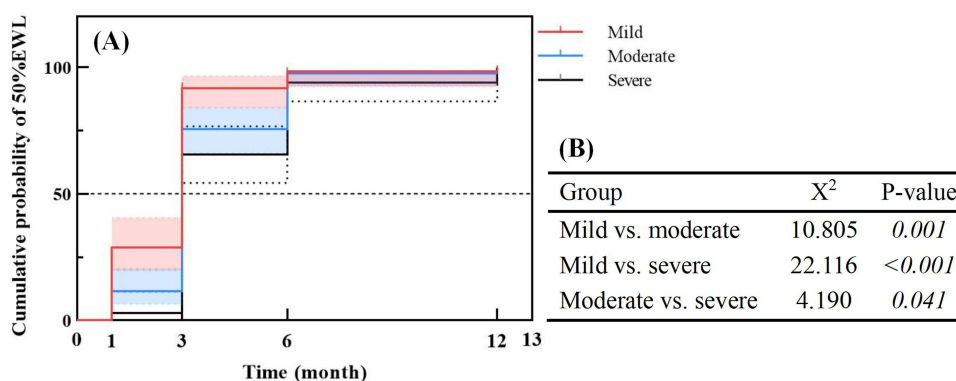 Cumulative probability of 50%EWL
(A)
100
50
0
0 1 3 6 12 13
Time (month)
Mild
Moderate
Severe
(B)
Group X² P-value
Mild vs. moderate 10.805 0.001
Mild vs. severe 22.116 <0.001
Moderate vs. severe 4.190 0.041